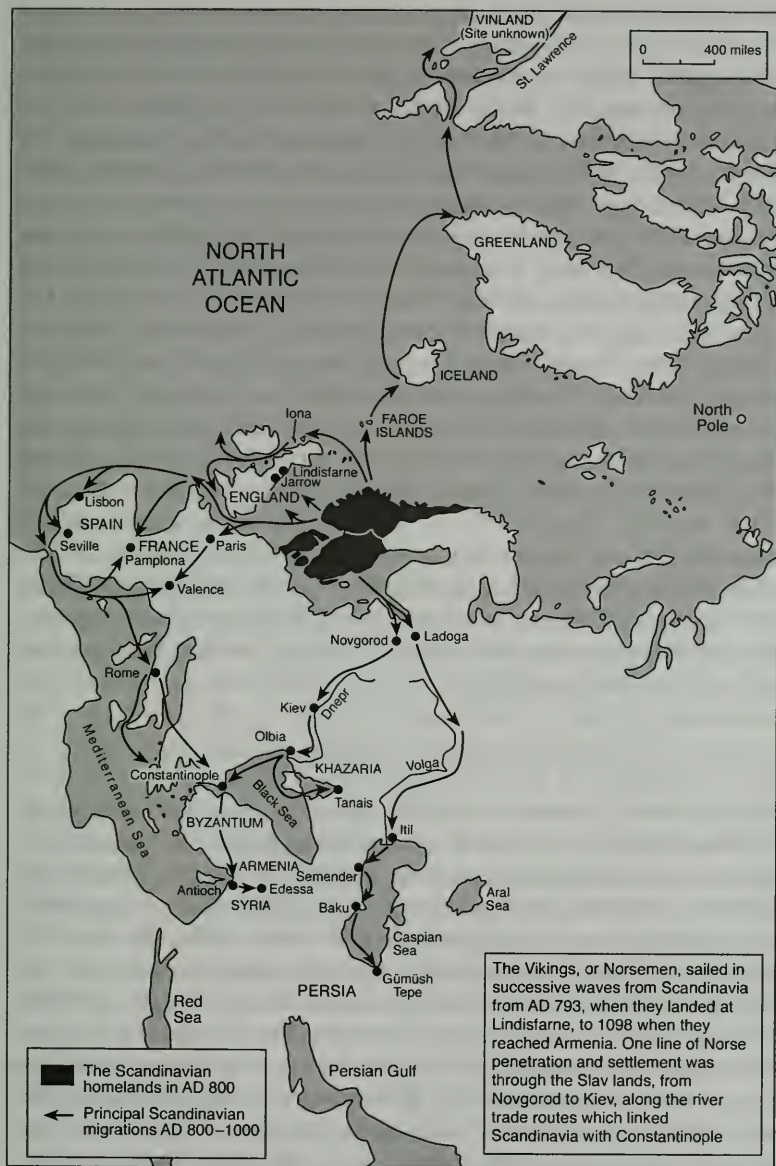 VINLAND
(Site unknown)
St. Lawrence
0 400 miles
NORTH
ATLANTIC
OCEAN
GREENLAND
ICELAND
North
Pole
FAROE
ISLANDS
Iona
Lindisfarne
Jarrow
ENGLAND
Lisbon
SPAIN
Seville
FRANCE
Pamplona
Paris
Valence
Novgorod
Ladoga
Rome
Kiev
Dnepr
Olbia
KHAZARIA
Volga
Constantinople
Tanais
Black Sea
Mediterranean Sea
BYZANTIUM
Itil
ARMENIA
Semender
Antioch
Edessa
SYRIA
Baku
Aral
Sea
Caspian
Sea
Gümüsh
Tepe
PERSIA
Red
Sea
Persian Gulf
The Scandinavian
homelands in AD 800
Principal Scandinavian
migrations AD 800–1000
The Vikings, or Norsemen, sailed in
successive waves from Scandinavia
from AD 793, when they landed at
Lindisfarne, to 1098 when they
reached Armenia. One line of Norse
penetration and settlement was
through the Slav lands, from
Novgorod to Kiev, along the river
trade routes which linked
Scandinavia with Constantinople